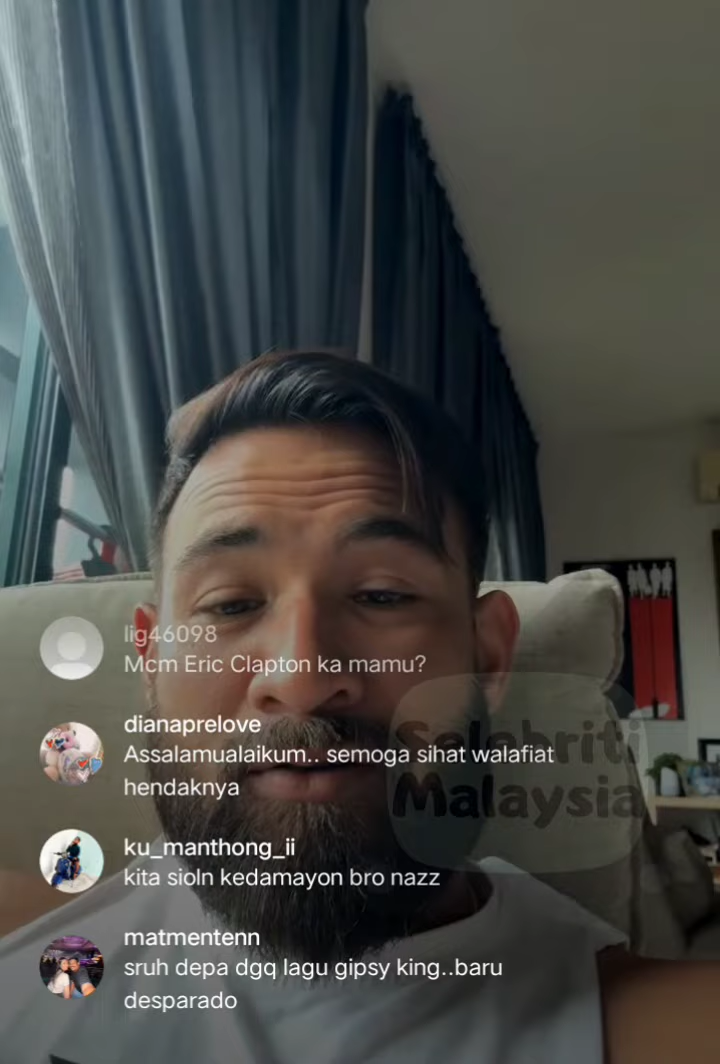 lig46098
Mcm Eric Clapton ka mamu?
dianaprelove
Assalamualaikum.. semoga sihat walafiat
hendaknya
Selebriti
Malaysia
ku_manthong_ii
kita sioln kedamayon bro nazz
matmentenn
sruh depa dgq lagu gipsy king..baru
desparado